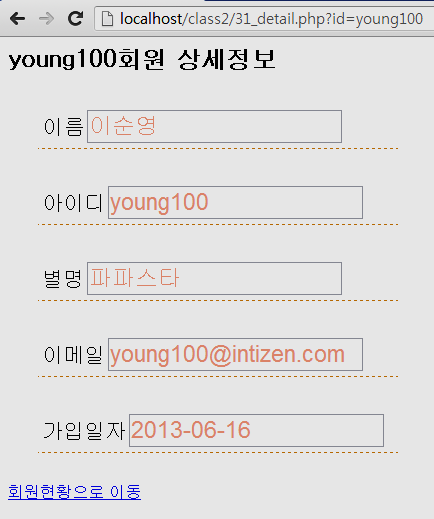 localhost/class2/31_detail.php?id=young100
young100회원 상세정보
이름 이순영
아이디 young100
별명 파파스타
이메일 young100@intizen.com
가입일자 2013-06-16
회원현황으로 이동